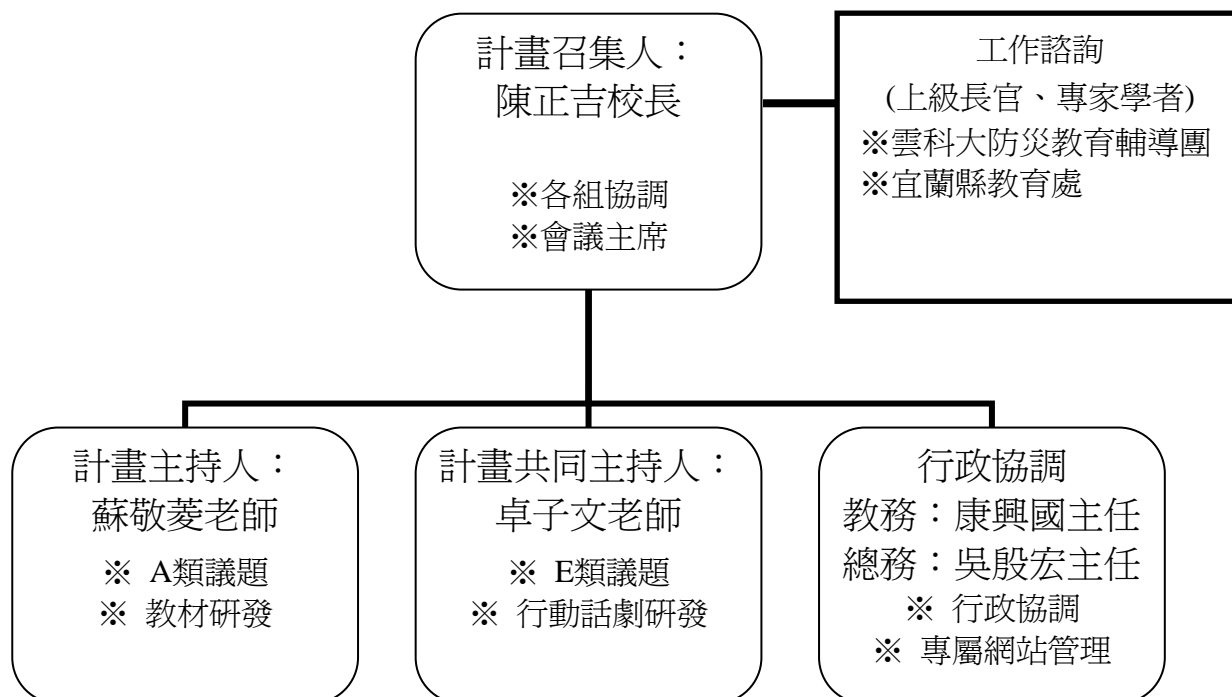 計畫召集人：
陳正吉校長
※各組協調
※會議主席
工作諮詢
(上級長官、專家學者)
※雲科大防災教育輔導團
※宜蘭縣教育處
計畫主持人：
蘇敬菱老師
※ A類議題
※ 教材研發
計畫共同主持人：
卓子文老師
※ E類議題
※ 行動話劇研發
行政協調
教務：康興國主任
總務：吳殷宏主任
※ 行政協調
※ 專屬網站管理